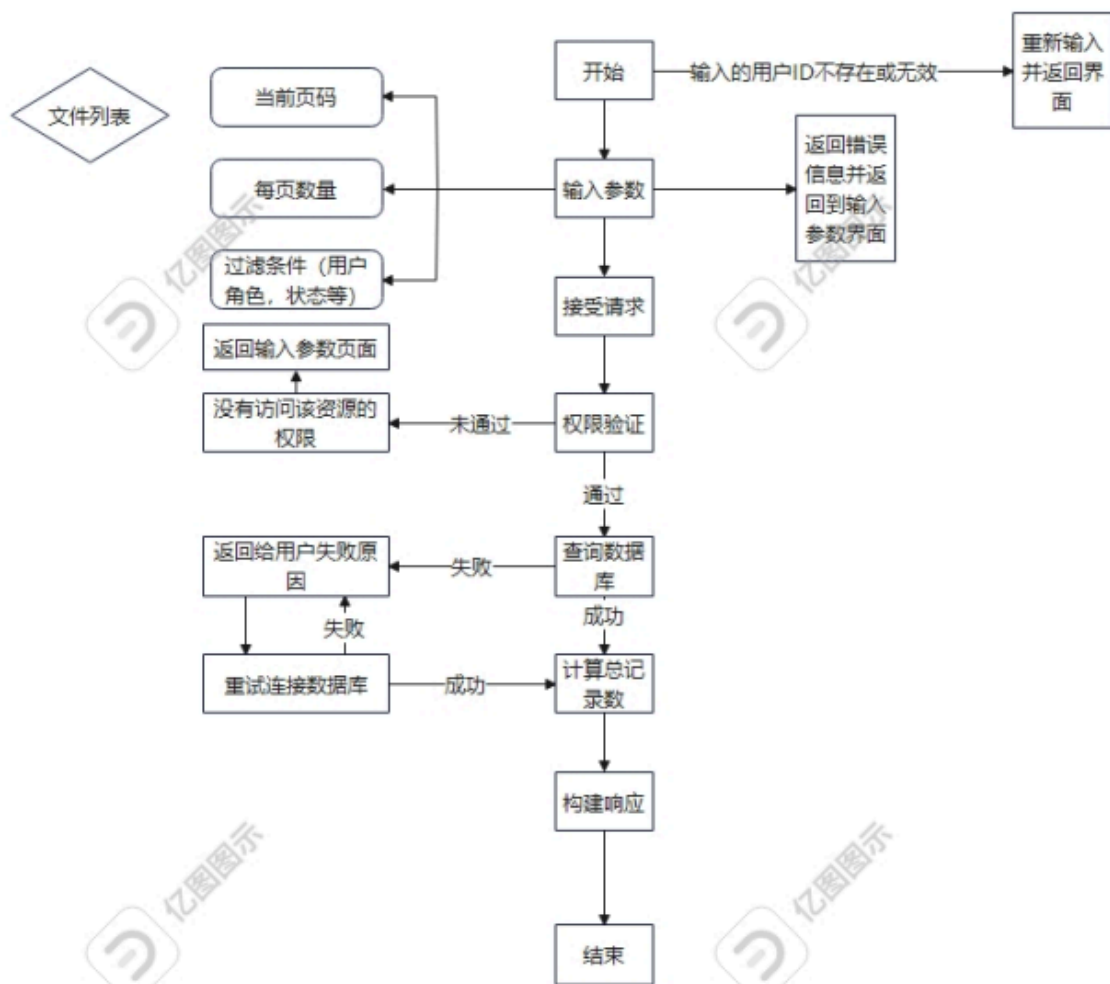 开始
输入的用户ID不存在或无效
重新输入
并返回界
面
文件列表
当前页码
每页数量
过滤条件（用户
角色，状态等）
输入参数
返回错误
信息并返
回到输入
参数界面
接受请求
返回输入参数页面
没有访问该资源的
权限
未通过
权限验证
通过
返回给用户失败原
因
失败
查询数据
库
失败
成功
重试连接数据库
成功
计算总记
录数
构建响应
结束
亿图图示
亿图图示
亿图图示
亿图图示